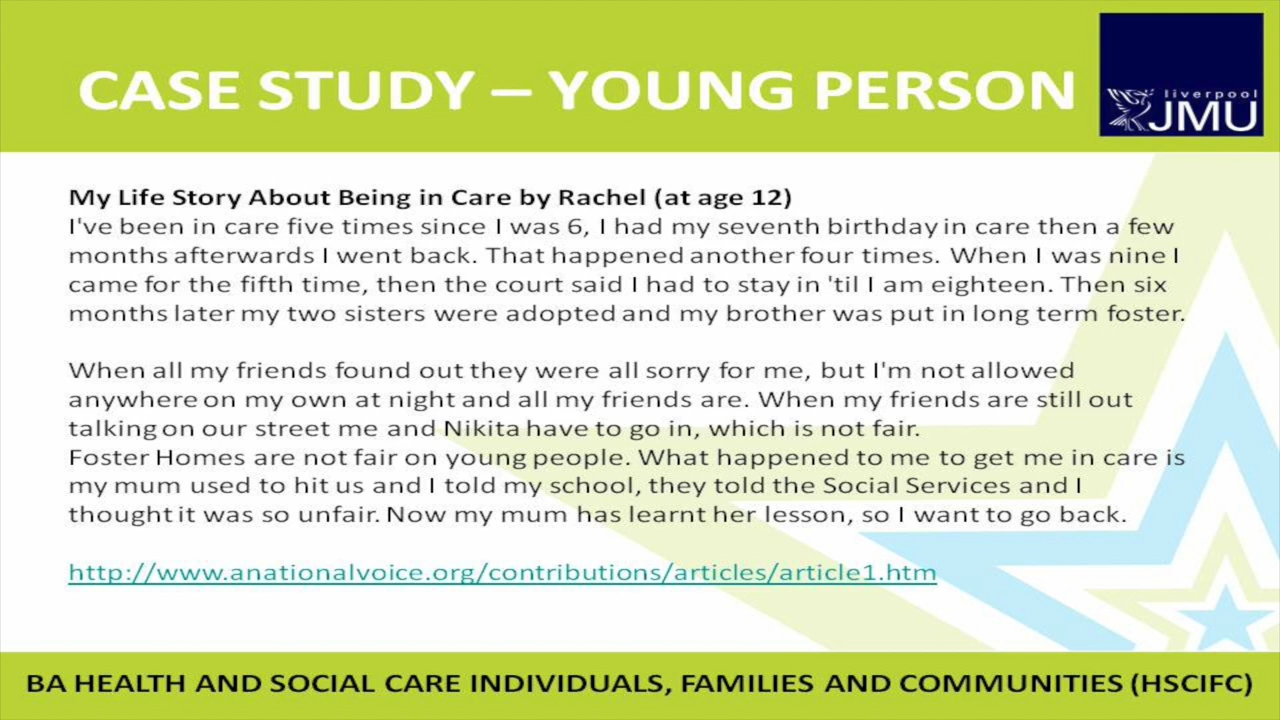 CASE STUDY – YOUNG PERSON
liverpool
JMU
My Life Story About Being in Care by Rachel (at age 12)
I've been in care five times since I was 6, I had my seventh birthday in care then a few
months afterwards I went back. That happened another four times. When I was nine I
came for the fifth time, then the court said I had to stay in 'til I am eighteen. Then six
months later my two sisters were adopted and my brother was put in long term foster.
When all my friends found out they were all sorry for me, but I'm not allowed
anywhere on my own at night and all my friends are. When my friends are still out
talking on our street me and Nikita have to go in, which is not fair.
Foster Homes are not fair on young people. What happened to me to get me in care is
my mum used to hit us and I told my school, they told the Social Services and I
thought it was so unfair. Now my mum has learnt her lesson, so I want to go back.
http://www.anationalvoice.org/contributions/articles/article1.htm
BA HEALTH AND SOCIAL CARE INDIVIDUALS, FAMILIES AND COMMUNITIES (HSCIFC)